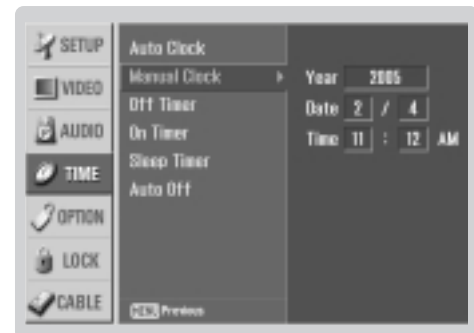 SETUP
VIDEO
AUDIO
TIME
OPTION
LOCK
CABLE
Auto Clock
Manual Clock
Off Timer
On Timer
Sleep Timer
Auto Off
MENU Previous
Year 2005
Date 2 / 4
Time 11 : 12 AM